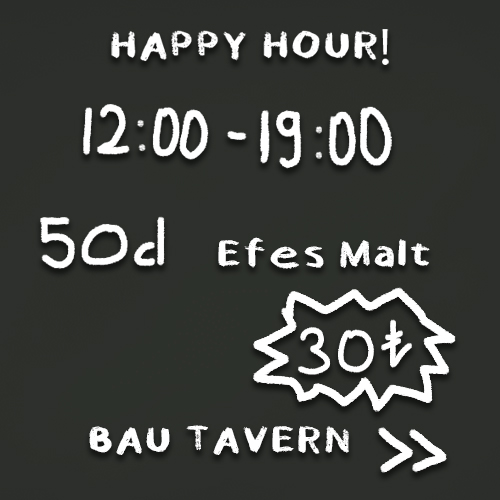 HAPPY HOUR!
12:00 - 19:00
50cl Efes Malt
30₺
BAU TAVERN >>